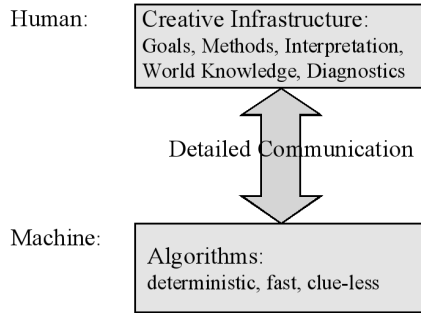 Human:
Creative Infrastructure:
Goals, Methods, Interpretation,
World Knowledge, Diagnostics
Detailed Communication
Machine:
Algorithms:
deterministic, fast, clue-less